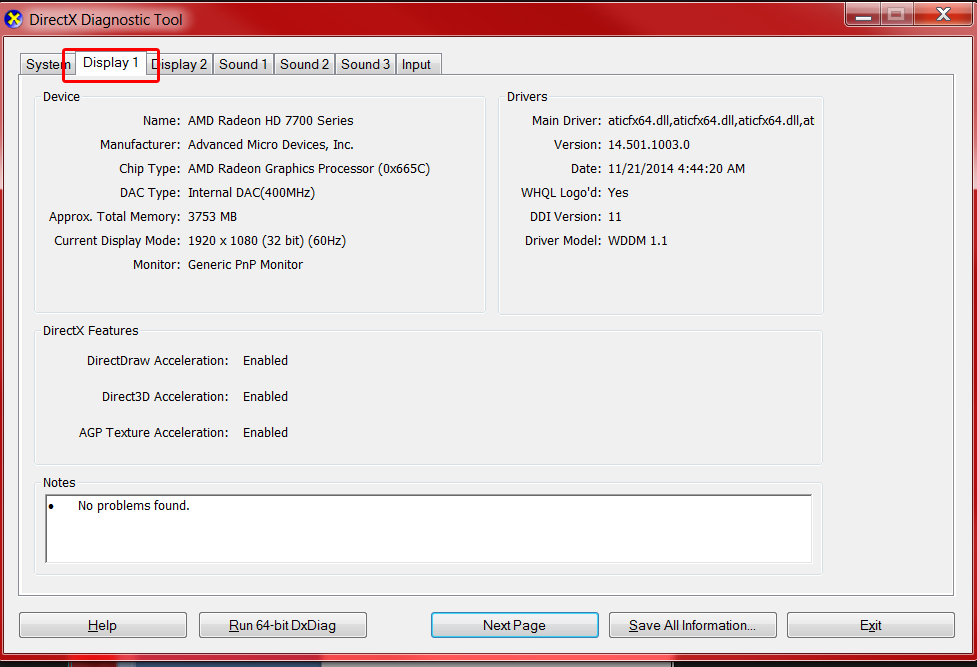 DirectX Diagnostic Tool
System Display 1 Display 2 Sound 1 Sound 2 Sound 3 Input
Device
Name: AMD Radeon HD 7700 Series
Manufacturer: Advanced Micro Devices, Inc.
Chip Type: AMD Radeon Graphics Processor (0x665C)
DAC Type: Internal DAC(400MHz)
Approx. Total Memory: 3753 MB
Current Display Mode: 1920 x 1080 (32 bit) (60Hz)
Monitor: Generic PnP Monitor
Drivers
Main Driver: aticfx64.dll,aticfx64.dll,aticfx64.dll,at
Version: 14.501.1003.0
Date: 11/21/2014 4:44:20 AM
WHQL Logo'd: Yes
DDI Version: 11
Driver Model: WDDM 1.1
DirectX Features
DirectDraw Acceleration: Enabled
Direct3D Acceleration: Enabled
AGP Texture Acceleration: Enabled
Notes
• No problems found.
Help Run 64-bit DxDiag Next Page Save All Information... Exit